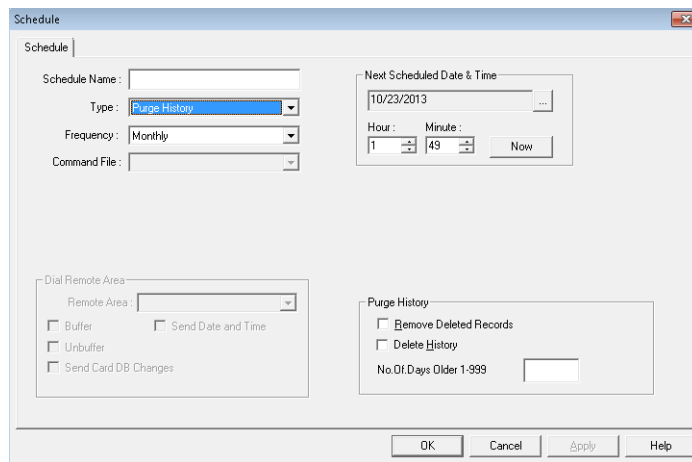 Schedule
Schedule
Schedule Name :
Type : Purge History
Frequency : Monthly
Command File :
Next Scheduled Date & Time
10/23/2013 ...
Hour : Minute :
1 49 Now
Dial Remote Area
Remote Area :
Buffer Send Date and Time
Unbuffer
Send Card DB Changes
Purge History
Remove Deleted Records
Delete History
No.Of.Days Older 1-999
OK Cancel Apply Help